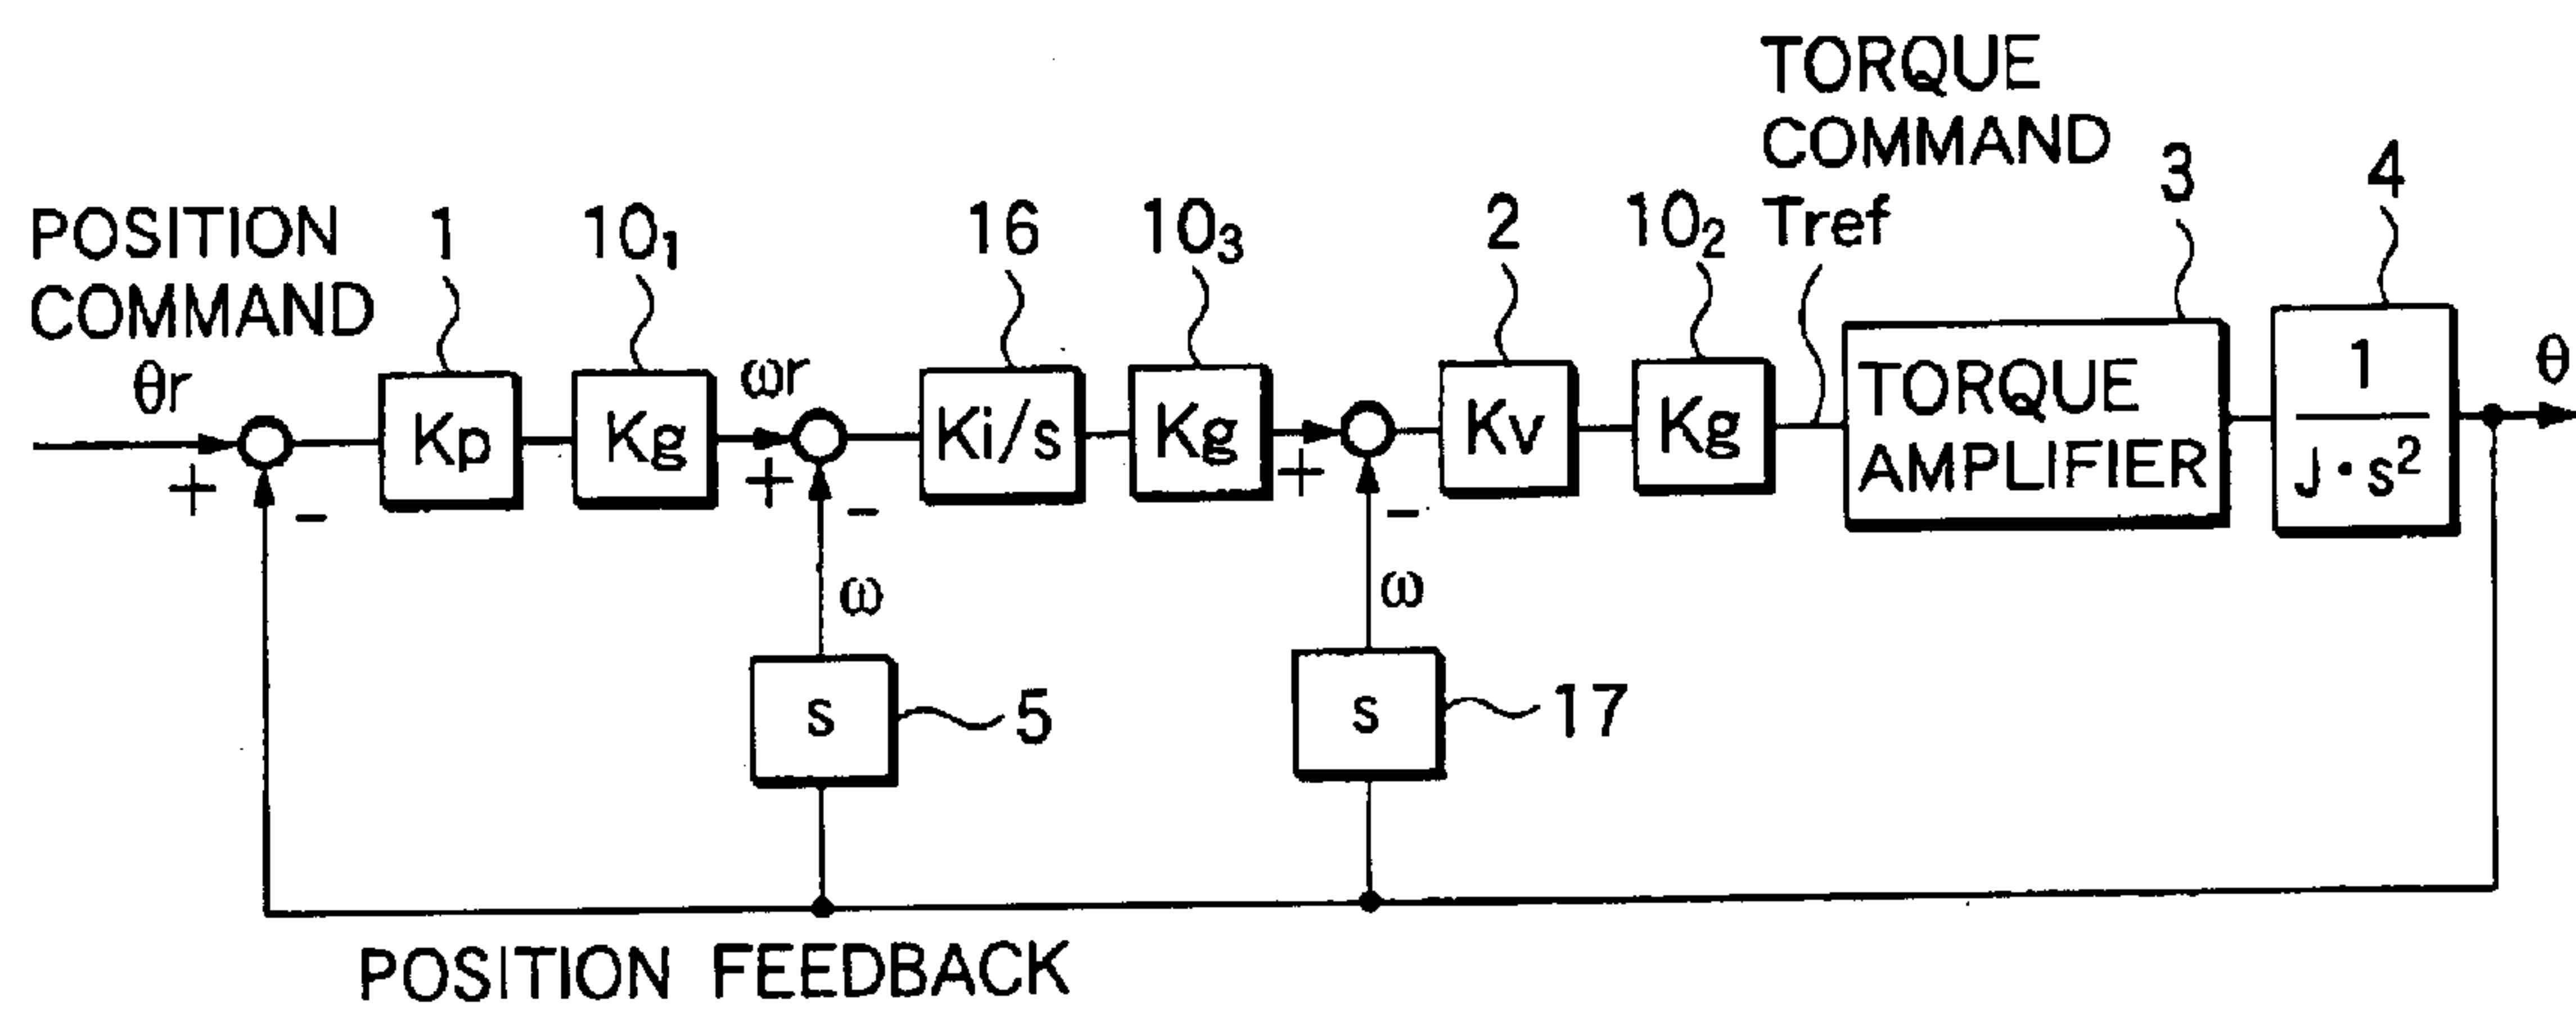 TORQUE
COMMAND
Tref
POSITION
COMMAND
θr
1
10₁
ωr
16
10₃
2
10₂
3
4
Kp
Kg
Ki/s
Kg
Kv
Kg
TORQUE
AMPLIFIER
1
J·s²
θ
+
-
+
-
+
-
ω
ω
s
5
s
17
POSITION FEEDBACK